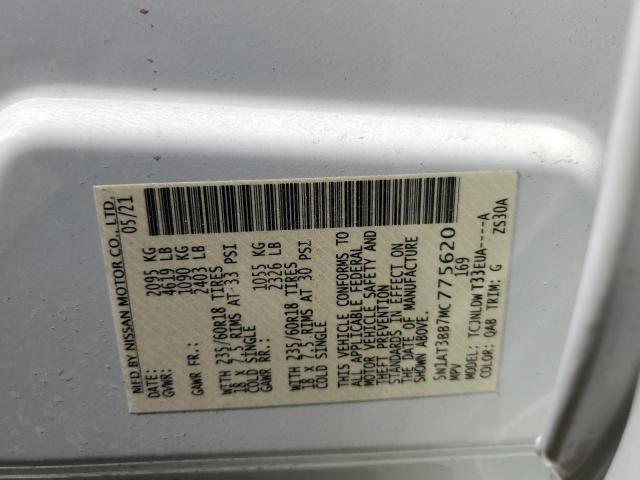 MFD BY NISSAN MOTOR CO., LTD.
DATE: 05/21
GVWR: 2095 KG
4619 LB
GAWR FR.: 1090 KG
2403 LB
WITH 235/60R18 TIRES
18 X 7.5 RIMS AT 33 PSI
COLD SINGLE
GAWR RR.: 1055 KG
2326 LB
WITH 235/60R18 TIRES
18 X 7.5 RIMS AT 30 PSI
COLD SINGLE
THIS VEHICLE CONFORMS TO
ALL APPLICABLE FEDERAL
MOTOR VEHICLE SAFETY AND
THEFT PREVENTION
STANDARDS IN EFFECT ON
THE DATE OF MANUFACTURE
SHOWN ABOVE
5N1AT3BB7MC775620
MPV 169
MODEL: TCJNLDWT33EUA----A
COLOR: QAB TRIM: G ZS30A